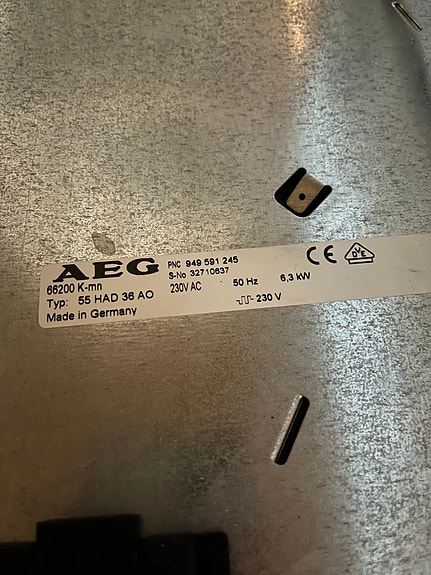 AEG PNC 949 591 245
S-No 32710637
66200 K-mn 230V AC 50 Hz 6,3 kW
Typ: 55 HAD 36 AO ⎍⎍ 230 V
Made in Germany
CE DVE